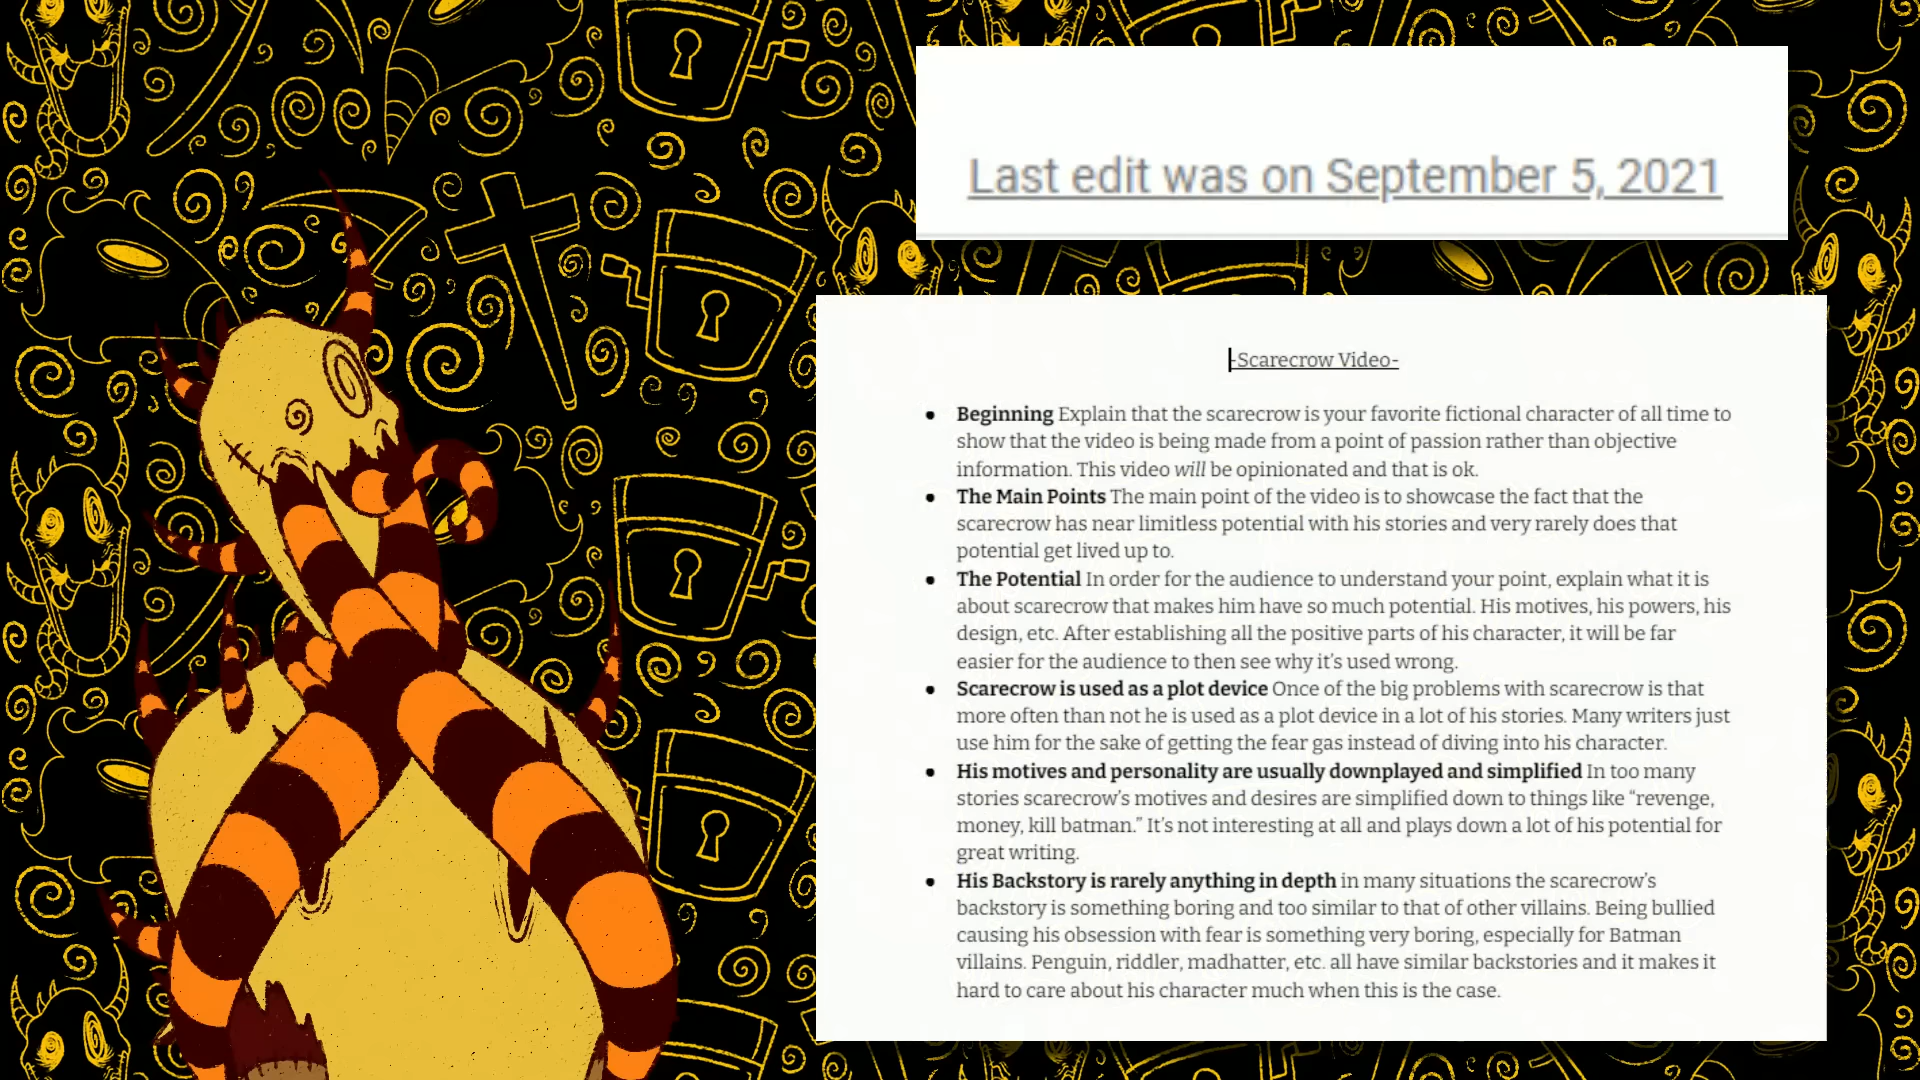 Last edit was on September 5, 2021
-Scarecrow Video-
● Beginning Explain that the scarecrow is your favorite fictional character of all time to
show that the video is being made from a point of passion rather than objective
information. This video will be opinionated and that is ok.
● The Main Points The main point of the video is to showcase the fact that the
scarecrow has near limitless potential with his stories and very rarely does that
potential get lived up to.
● The Potential In order for the audience to understand your point, explain what it is
about scarecrow that makes him have so much potential. His motives, his powers, his
design, etc. After establishing all the positive parts of his character, it will be far
easier for the audience to then see why it’s used wrong.
● Scarecrow is used as a plot device Once of the big problems with scarecrow is that
more often than not he is used as a plot device in a lot of his stories. Many writers just
use him for the sake of getting the fear gas instead of diving into his character.
● His motives and personality are usually downplayed and simplified In too many
stories scarecrow’s motives and desires are simplified down to things like “revenge,
money, kill batman.” It’s not interesting at all and plays down a lot of his potential for
great writing.
● His Backstory is rarely anything in depth in many situations the scarecrow’s
backstory is something boring and too similar to that of other villains. Being bullied
causing his obsession with fear is something very boring, especially for Batman
villains. Penguin, riddler, madhatter, etc. all have similar backstories and it makes it
hard to care about his character much when this is the case.